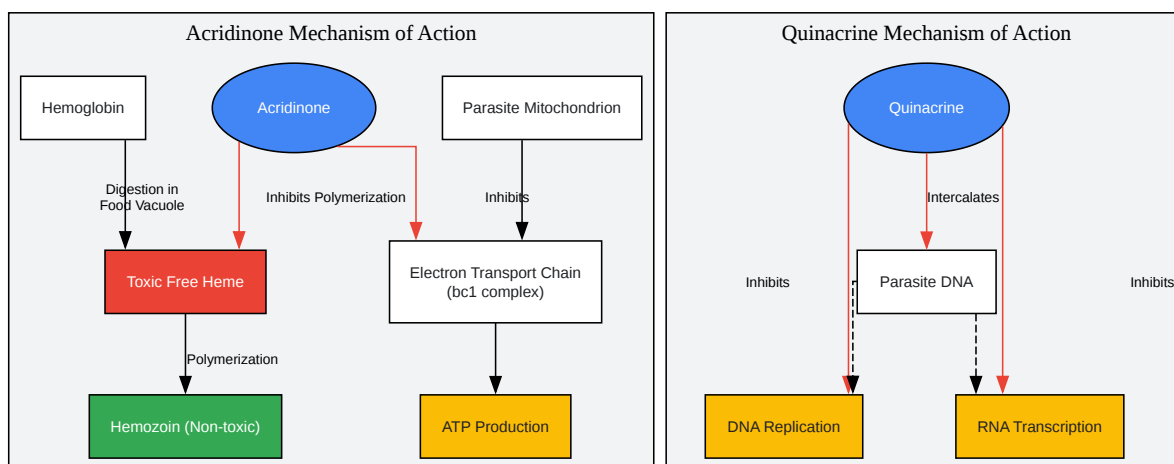 Acridinone Mechanism of Action
Hemoglobin
Acridinone
Parasite Mitochondrion
Digestion in
Food Vacuole
Inhibits Polymerization
Inhibits
Toxic Free Heme
Electron Transport Chain
(bc1 complex)
Polymerization
Hemozoin (Non-toxic)
ATP Production
Quinacrine Mechanism of Action
Quinacrine
Intercalates
Inhibits
Parasite DNA
Inhibits
DNA Replication
RNA Transcription